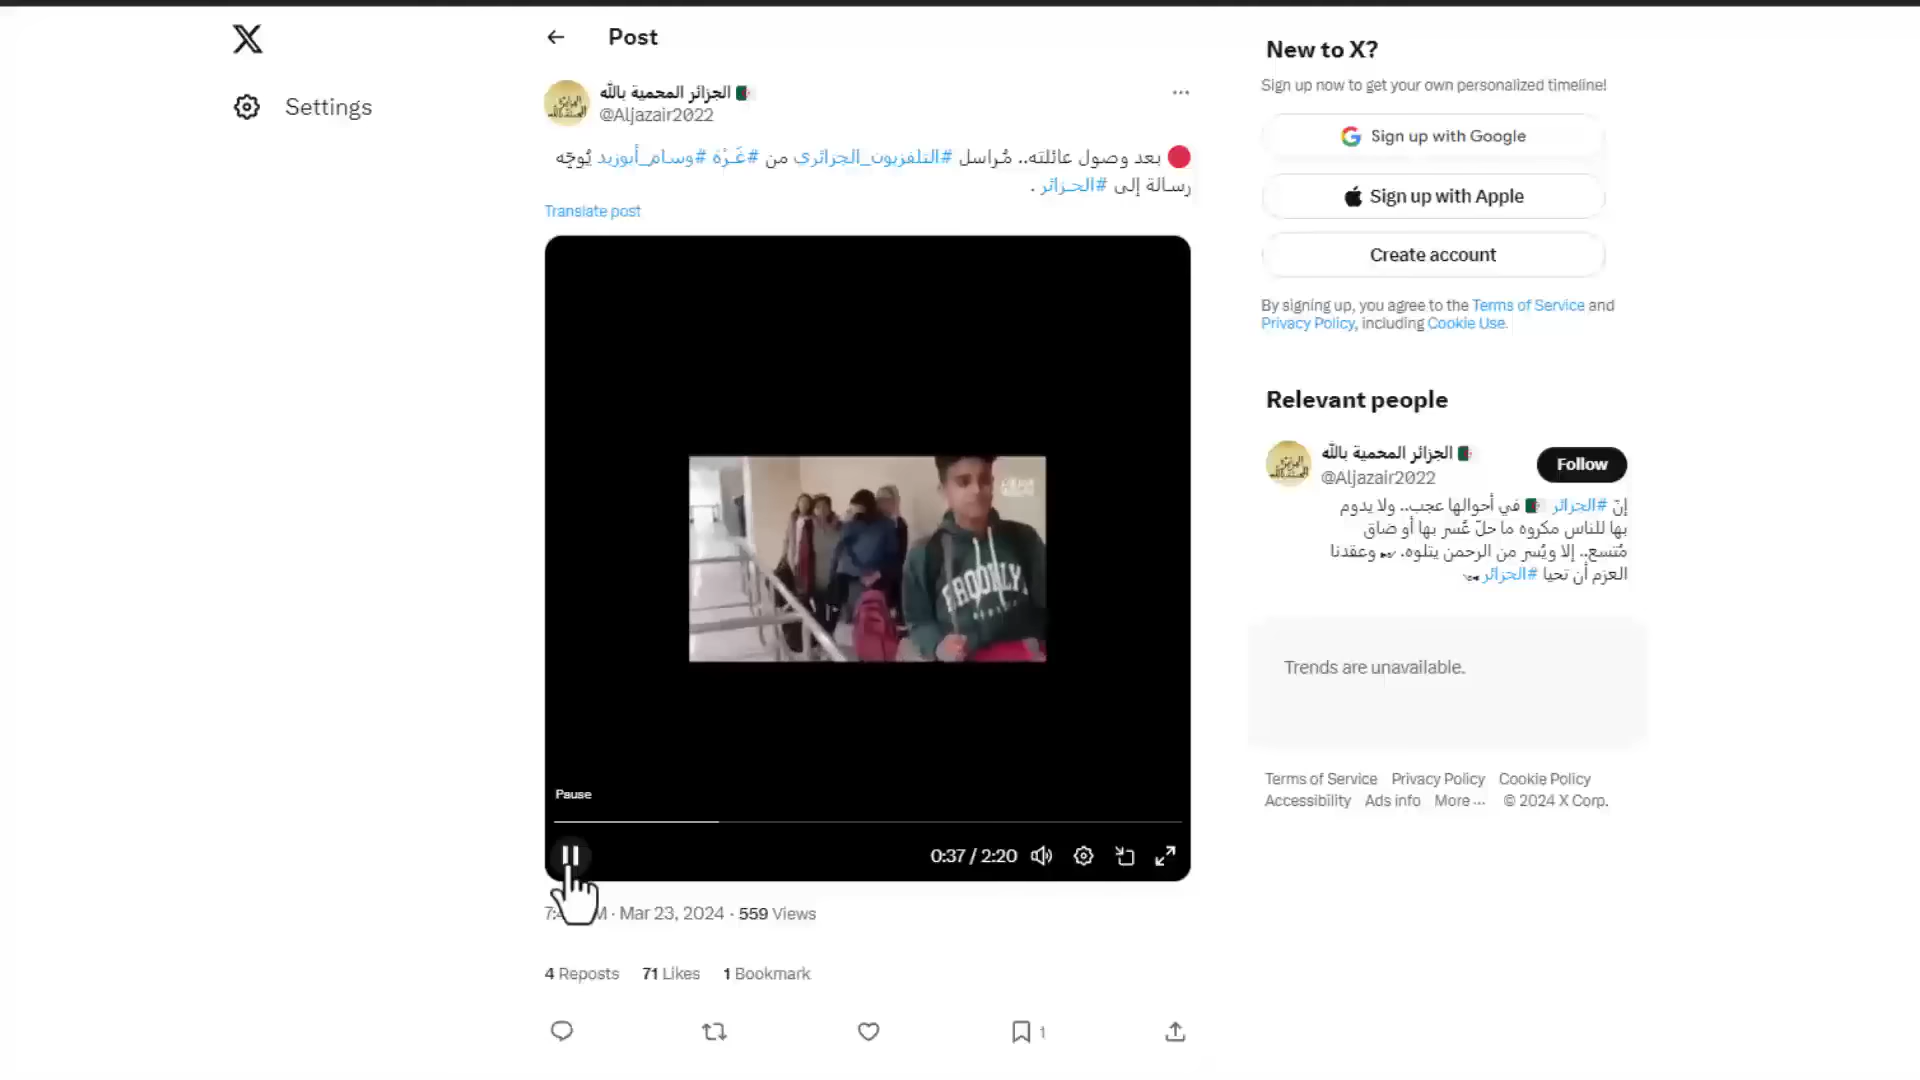 Settings
Post
الجزائر المحمية بالله
@Aljazair2022
بعد وصول عائلته.. مُراسل #التلفزيون_الجزائري من #غَـزّة #وسام_أبوزيد يُوجّه
رسالة إلى #الجـزائر .
Translate post
BROOKLYN
Pause
0:37 / 2:20
M · Mar 23, 2024 · 559 Views
4 Reposts 71 Likes 1 Bookmark
1
New to X?
Sign up now to get your own personalized timeline!
Sign up with Google
Sign up with Apple
Create account
By signing up, you agree to the Terms of Service and
Privacy Policy, including Cookie Use.
Relevant people
الجزائر المحمية بالله
@Aljazair2022
Follow
إنّ #الجزائر في أحوالها عجب.. ولا يدوم
بها للناس مكروه ما حلّ عُسر بها أو ضاق
مُتسع.. إلا ويُسر من الرحمن يتلوه. وعقدنا
العزم أن تحيا #الجزائر
Trends are unavailable.
Terms of Service Privacy Policy Cookie Policy
Accessibility Ads info More ··· © 2024 X Corp.